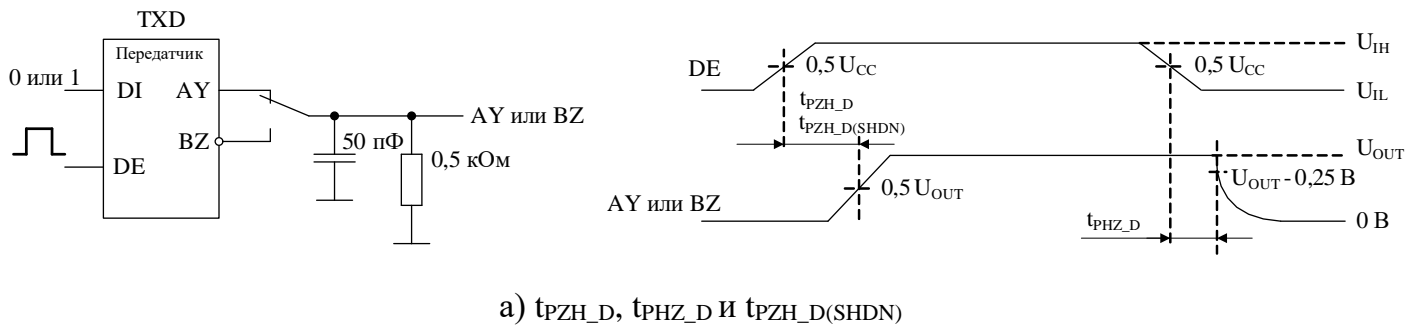 TXD
Передатчик
0 или 1
DI
AY
BZ
DE
AY или BZ
50 пФ
0,5 кОм
DE
0,5 U_CC
0,5 U_CC
U_IH
U_IL
t_PZH_D
t_PZH_D(SHDN)
AY или BZ
0,5 U_OUT
U_OUT
U_OUT - 0,25 В
0 В
t_PHZ_D
а) t_PZH_D, t_PHZ_D и t_PZH_D(SHDN)